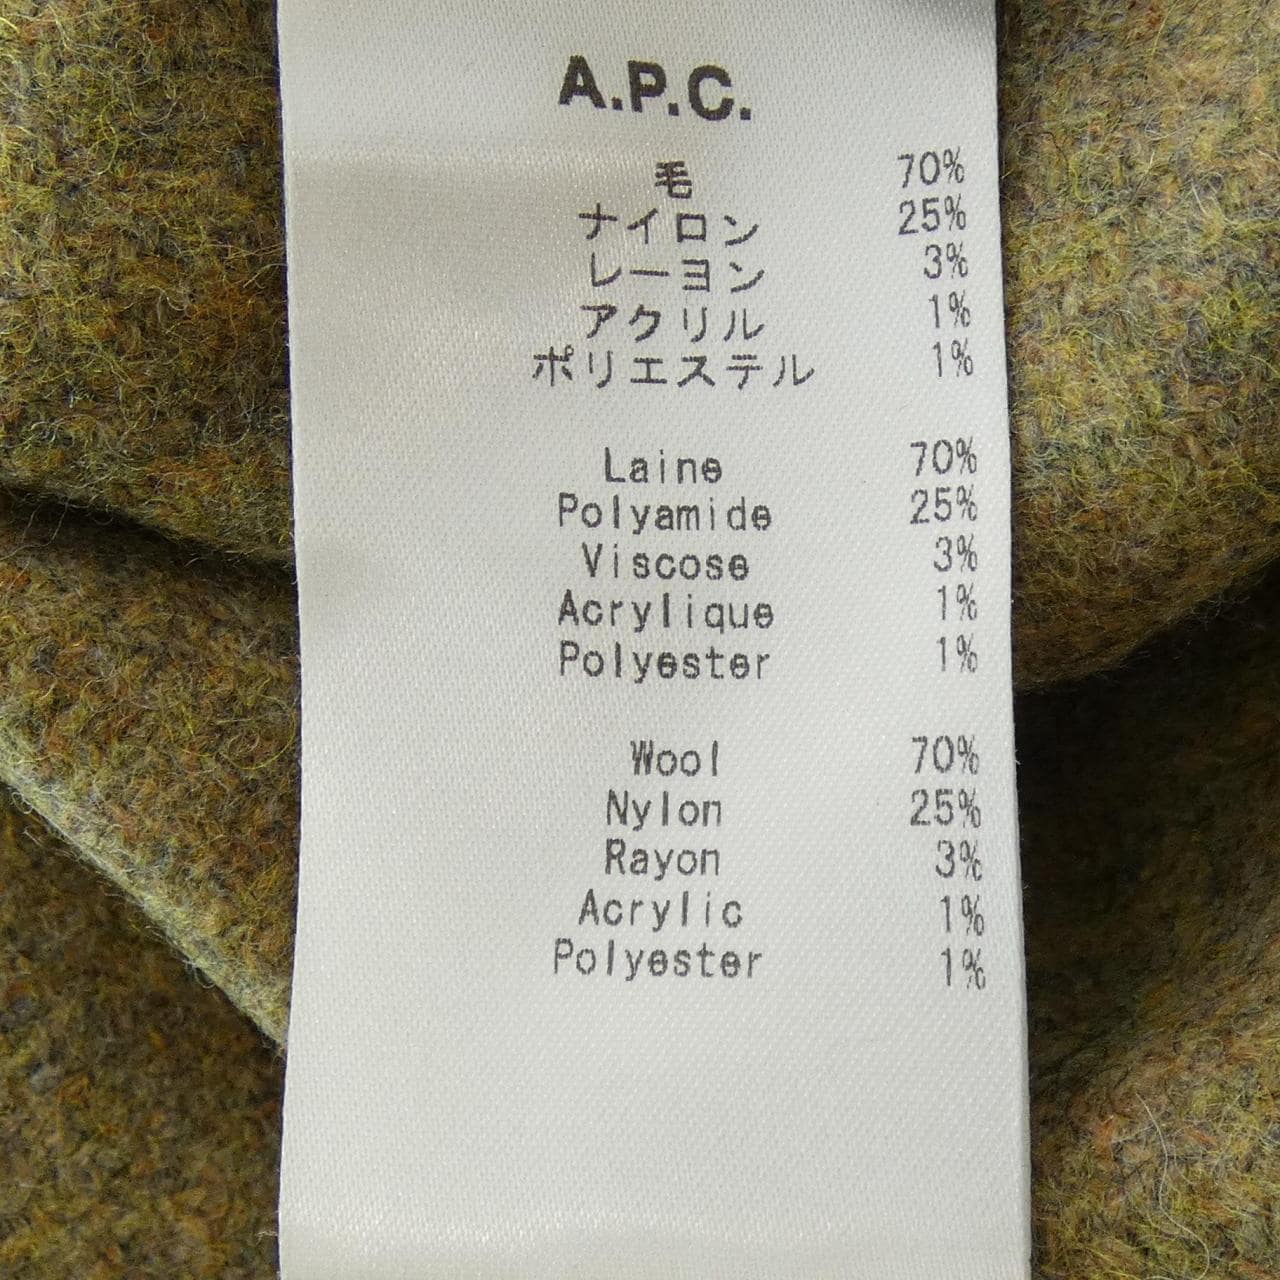 A.P.C.
毛 70%
ナイロン 25%
レーヨン 3%
アクリル 1%
ポリエステル 1%
Laine 70%
Polyamide 25%
Viscose 3%
Acrylique 1%
Polyester 1%
Wool 70%
Nylon 25%
Rayon 3%
Acrylic 1%
Polyester 1%